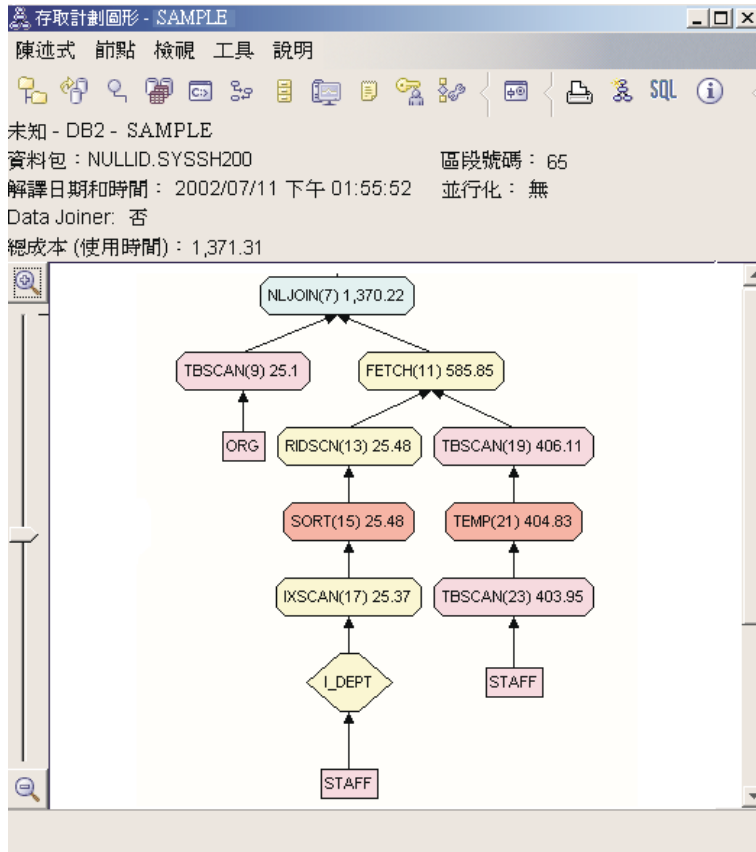 存取計劃圖形 - SAMPLE
陳述式 節點 檢視 工具 說明
SQL
未知 - DB2 - SAMPLE
資料包：NULLID.SYSSH200 區段號碼： 65
解譯日期和時間： 2002/07/11 下午 01:55:52 並行化： 無
Data Joiner: 否
總成本 (使用時間)：1,371.31
NLJOIN(7) 1,370.22
TBSCAN(9) 25.1 FETCH(11) 585.85
ORG RIDSCN(13) 25.48 TBSCAN(19) 406.11
SORT(15) 25.48 TEMP(21) 404.83
IXSCAN(17) 25.37 TBSCAN(23) 403.95
I_DEPT STAFF
STAFF